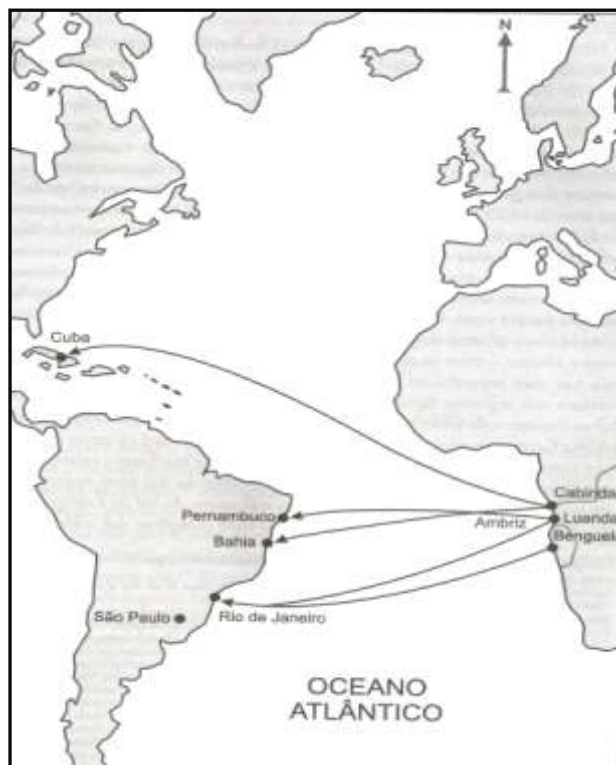 N
Cuba
Cabinda
Pernambuco
Ambriz
Luanda
Bahia
Benguela
São Paulo
Rio de Janeiro
OCEANO
ATLÂNTICO